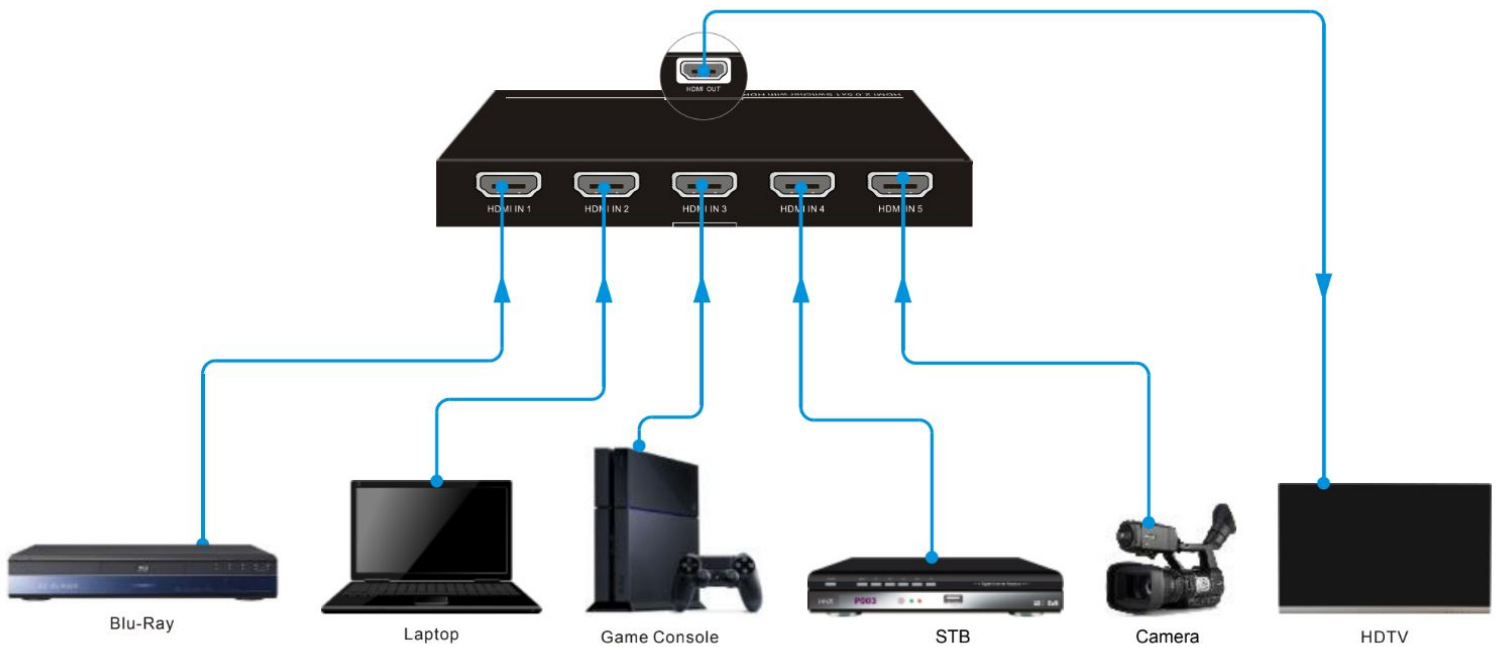 HDMI OUT
HDMI IN 1
HDMI IN 2
HDMI IN 3
HDMI IN 4
HDMI IN 5
P003
Blu-Ray
Laptop
Game Console
STB
Camera
HDTV